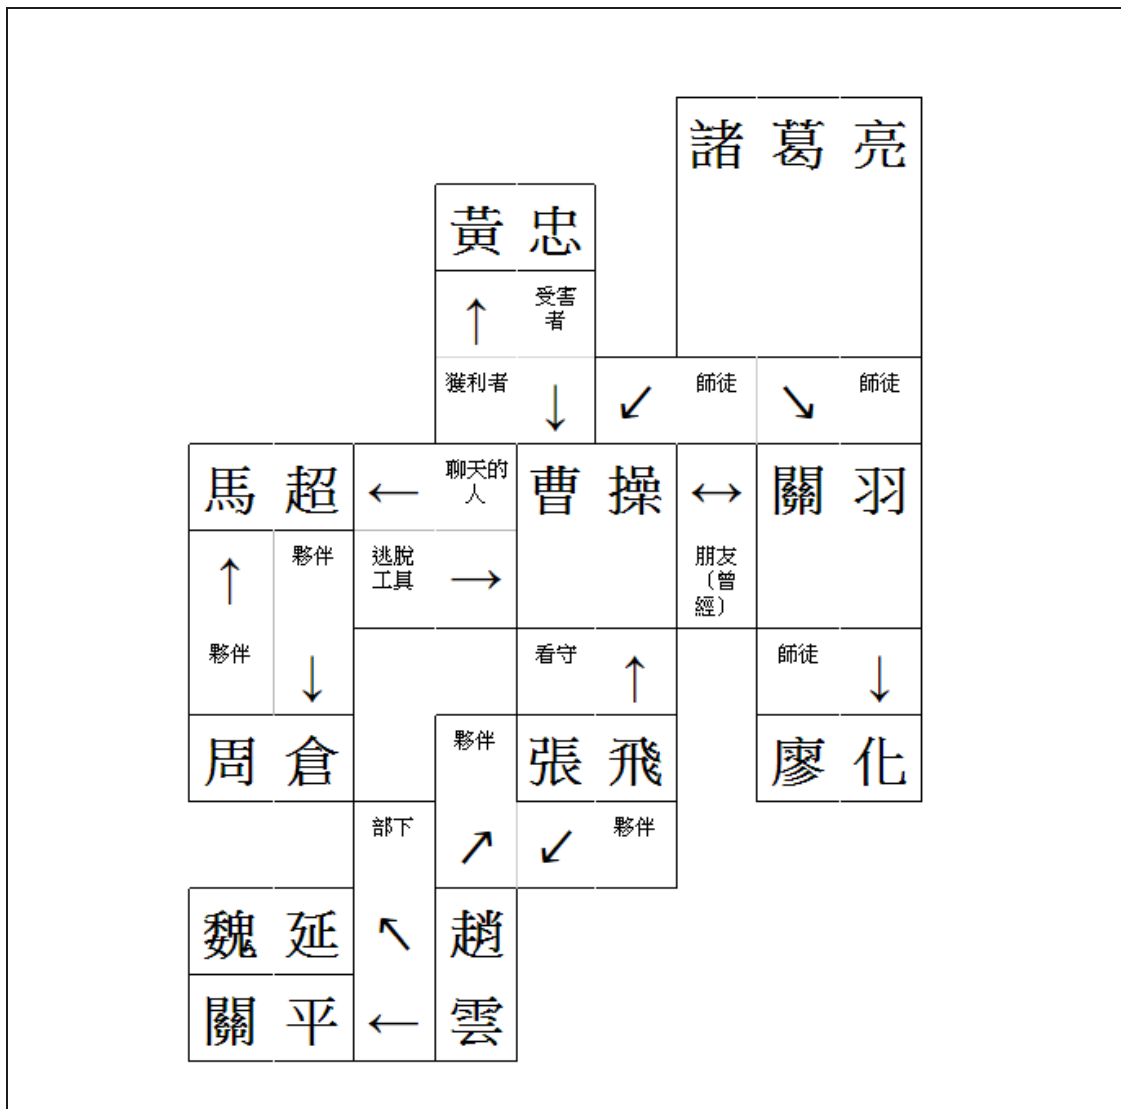 諸葛亮
黃忠
↑ 受害
者
獲利者 ↓ ↙ 師徒 ↘ 師徒
馬超 ← 聊天的
人 曹操 ↔ 關羽
↑ 夥伴 逃脫
工具 → 朋友
（曾
經）
夥伴 ↓ 看守 ↑ 師徒 ↓
周倉 夥伴 張飛 廖化
部下 ↗ ↙ 夥伴
魏延 ↖ 趙
關平 ← 雲